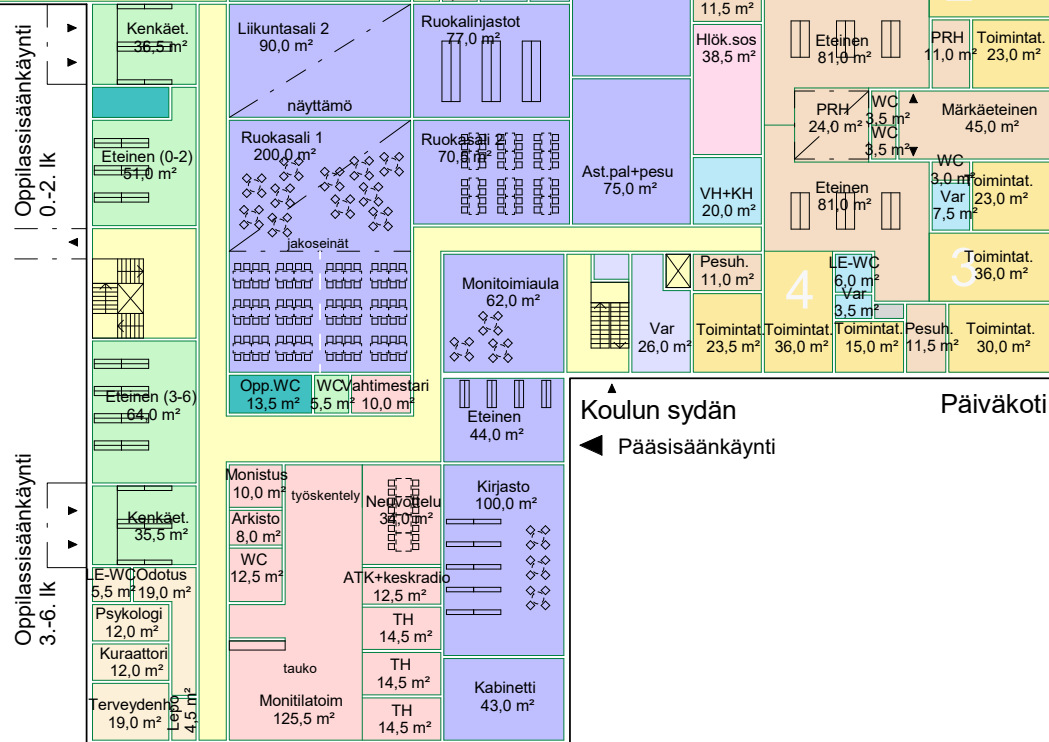 11,5 m²
Kenkäet.
36,5 m²
Liikuntasali 2
90,0 m²
näyttämö
Ruokalinjastot
77,0 m²
Hlök.sos
38,5 m²
Eteinen
81,0 m²
PRH
11,0 m²
Toimintat.
23,0 m²
Oppilassisäänkäynti
0.-2. lk
Eteinen (0-2)
51,0 m²
Ruokasali 1
200,0 m²
jakoseinät
Ruokasali 2
70,5 m²
Ast.pal+pesu
75,0 m²
VH+KH
20,0 m²
PRH
24,0 m²
WC
3,5 m²
WC
3,5 m²
Märkäeteinen
45,0 m²
Eteinen
81,0 m²
WC
3,0 m²
Var
7,5 m²
Toimintat.
23,0 m²
Monitoimiaula
62,0 m²
Var
26,0 m²
Pesuh.
11,0 m²
Toimintat.
23,5 m²
4
Toimintat.
36,0 m²
LE-WC
6,0 m²
Var
3,5 m²
Toimintat.
15,0 m²
Pesuh.
11,5 m²
3
Toimintat.
36,0 m²
Toimintat.
30,0 m²
Eteinen (3-6)
64,0 m²
Opp.WC
13,5 m²
WC
5,5 m²
Vahtimestari
10,0 m²
Eteinen
44,0 m²
Koulun sydän
Pääsisäänkäynti
Päiväkoti
Oppilassisäänkäynti
3.-6. lk
Kenkäet.
35,5 m²
Monistus
10,0 m²
työskentely
Neuvottelu
34,0 m²
Kirjasto
100,0 m²
Arkisto
8,0 m²
WC
12,5 m²
ATK+keskradio
12,5 m²
LE-WC
5,5 m²
Odotus
19,0 m²
Psykologi
12,0 m²
TH
14,5 m²
Kuraattori
12,0 m²
tauko
TH
14,5 m²
Terveydenh
19,0 m²
Lepo
4,5 m²
Monitilatoim
125,5 m²
TH
14,5 m²
Kabinetti
43,0 m²